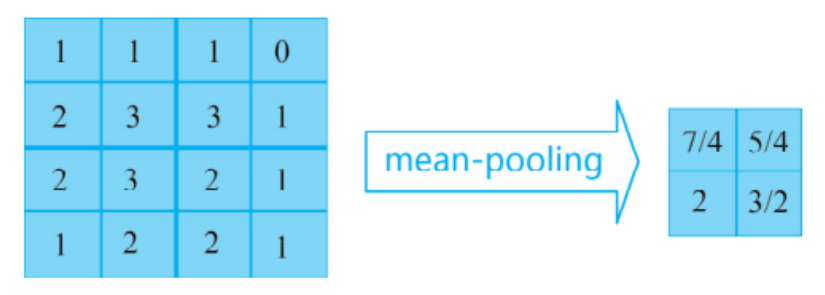 1 1 1 0
2 3 3 1
2 3 2 1
1 2 2 1
mean-pooling
7/4 5/4
2 3/2